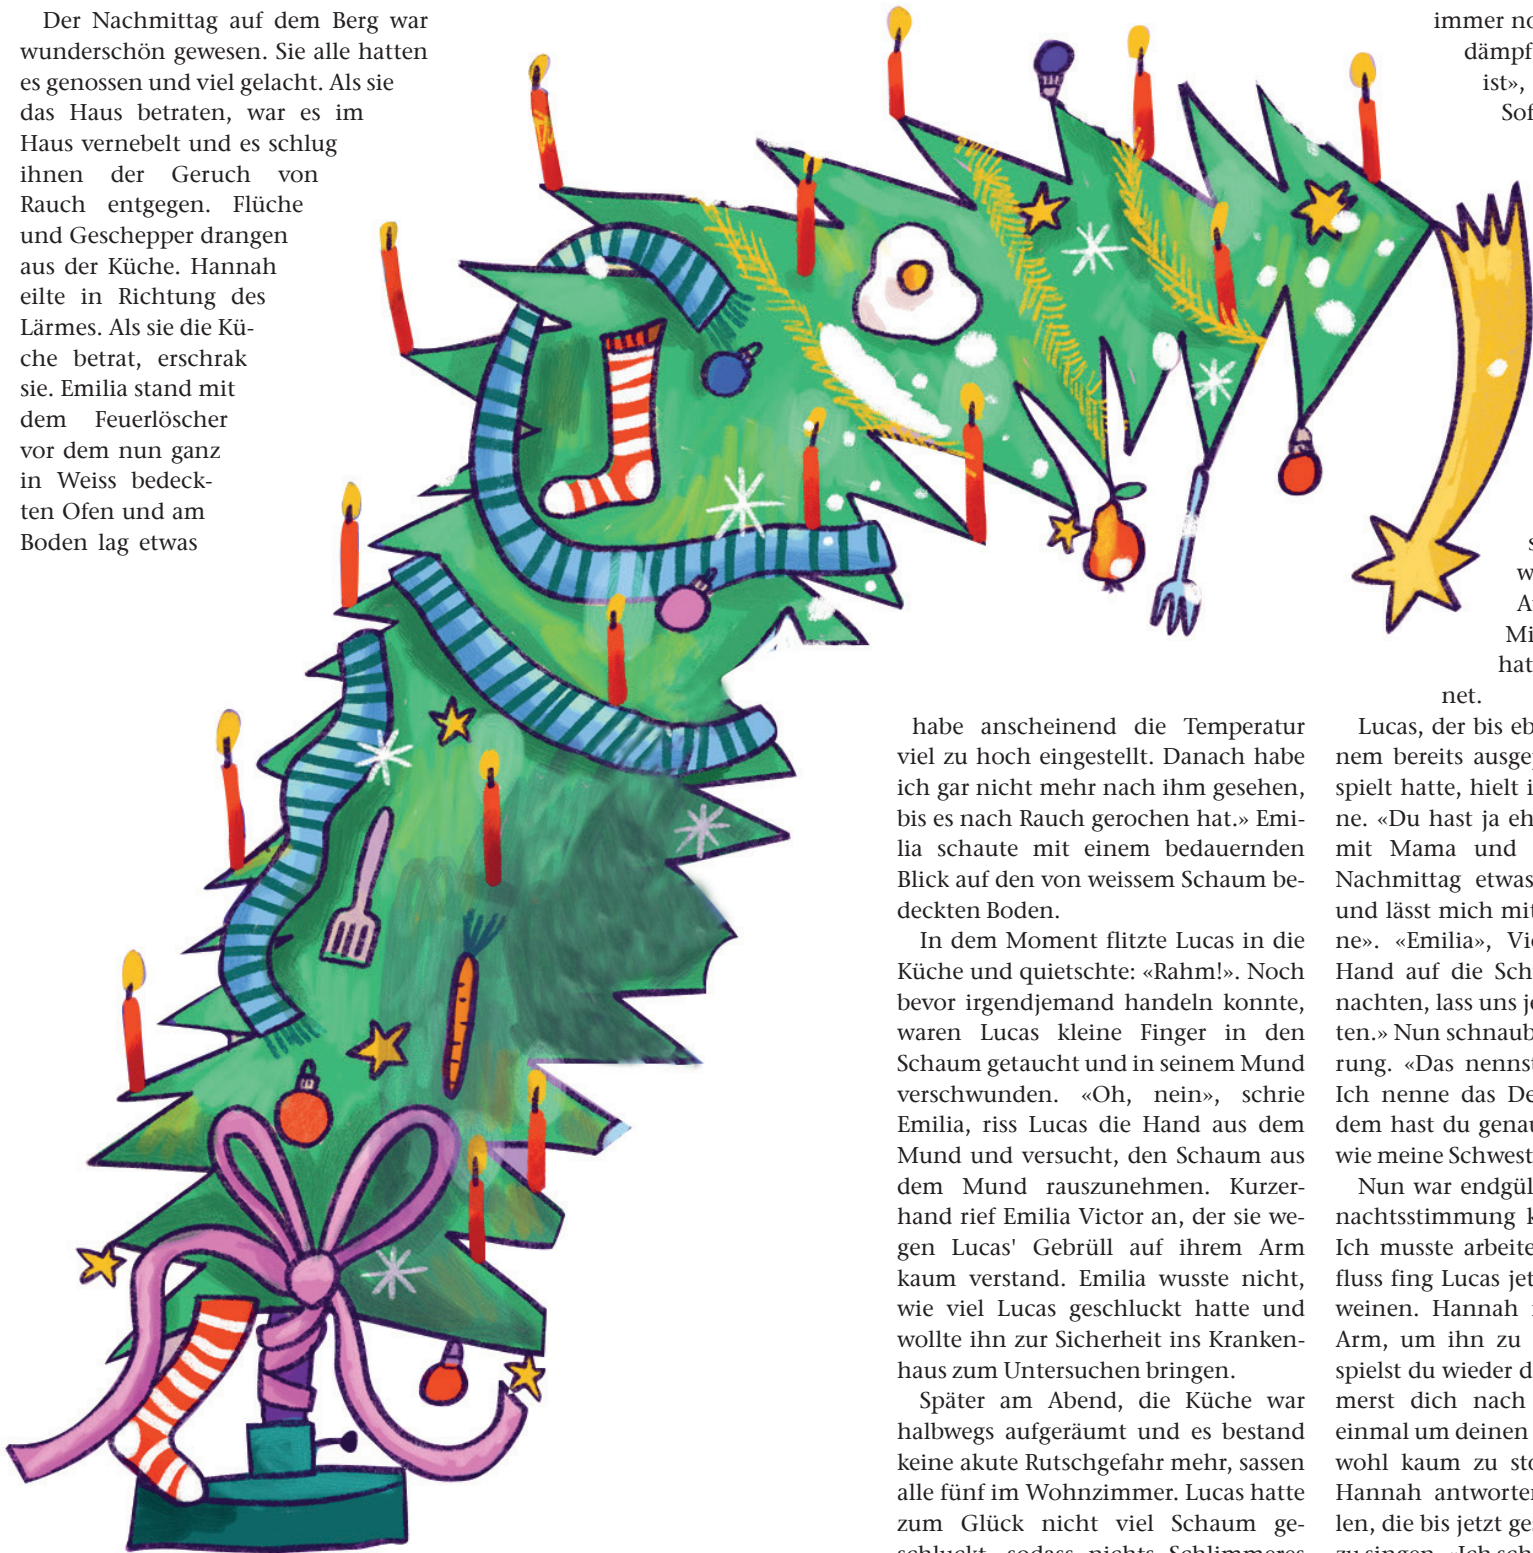 Der Nachmittag auf dem Berg war
wunderschön gewesen. Sie alle hatten
es genossen und viel gelacht. Als sie
das Haus betraten, war es im
Haus vernebelt und es schlug
ihnen der Geruch von
Rauch entgegen. Flüche
und Geschepper drangen
aus der Küche. Hannah
eilte in Richtung des
Lärmes. Als sie die Kü-
che betrat, erschrak
sie. Emilia stand mit
dem Feuerlöscher
vor dem nun ganz
in Weiss bedeck-
ten Ofen und am
Boden lag etwas
habe anscheinend die Temperatur
viel zu hoch eingestellt. Danach habe
ich gar nicht mehr nach ihm gesehen,
bis es nach Rauch gerochen hat.» Emi-
lia schaute mit einem bedauernden
Blick auf den von weissem Schaum be-
deckten Boden.
In dem Moment flitzte Lucas in die
Küche und quietschte: «Rahm!». Noch
bevor irgendjemand handeln konnte,
waren Lucas kleine Finger in den
Schaum getaucht und in seinem Mund
verschwunden. «Oh, nein», schrie
Emilia, riss Lucas die Hand aus dem
Mund und versucht, den Schaum aus
dem Mund rauszunehmen. Kurzer-
hand rief Emilia Victor an, der sie we-
gen Lucas' Gebrüll auf ihrem Arm
kaum verstand. Emilia wusste nicht,
wie viel Lucas geschluckt hatte und
wollte ihn zur Sicherheit ins Kranken-
haus zum Untersuchen bringen.
Später am Abend, die Küche war
halbwegs aufgeräumt und es bestand
keine akute Rutschgefahr mehr, sassen
alle fünf im Wohnzimmer. Lucas hatte
zum Glück nicht viel Schaum ge-
schluckt, sodass nichts Schlimmeres
immer no
dämpf
ist»,
Sof
s
w
A
Mi
hat
net.
Lucas, der bis eb
nem bereits ausge
spielt hatte, hielt i
ne. «Du hast ja eh
mit Mama und
Nachmittag etwas
und lässt mich mit
ne». «Emilia», Vi
Hand auf die Sch
nachten, lass uns j
ten.» Nun schnaub
rung. «Das nennst
Ich nenne das De
dem hast du genau
wie meine Schwest
Nun war endgül
nachtsstimmung k
Ich musste arbeite
fluss fing Lucas jet
weinen. Hannah
Arm, um ihn zu
spielst du wieder d
merst dich nach
einmal um deinen
wohl kaum zu sto
Hannah antworter
len, die bis jetzt ge
zu singen. «Ich sch